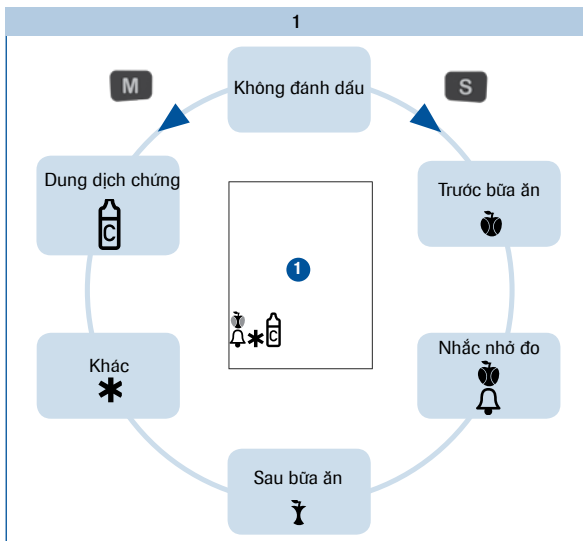 1
M
Không đánh dấu
S
Dung dịch chứng
C
Trước bữa ăn
1
C
Khác
Nhắc nhở đo
Sau bữa ăn